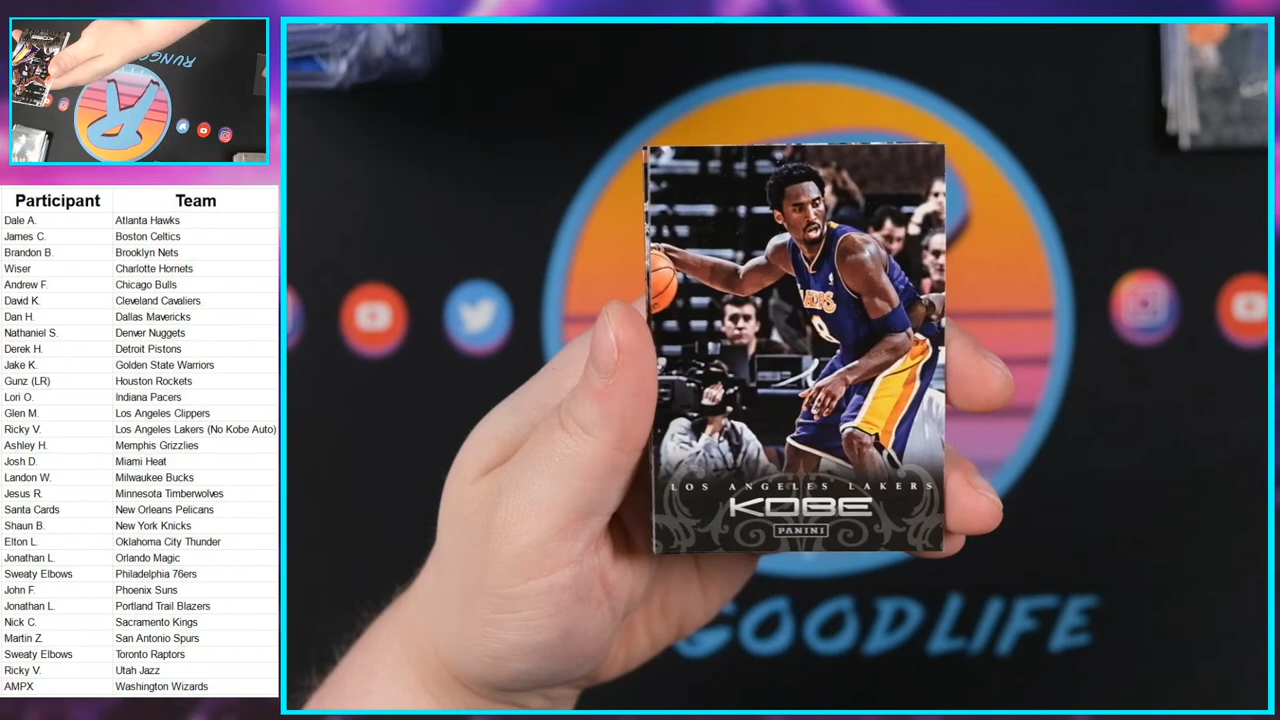 RUNGOOD
Participant Team
Dale A. Atlanta Hawks
James C. Boston Celtics
Brandon B. Brooklyn Nets
Wiser Charlotte Hornets
Andrew F. Chicago Bulls
David K. Cleveland Cavaliers
Dan H. Dallas Mavericks
Nathaniel S. Denver Nuggets
Derek H. Detroit Pistons
Jake K. Golden State Warriors
Gunz (LR) Houston Rockets
Lori O. Indiana Pacers
Glen M. Los Angeles Clippers
Ricky V. Los Angeles Lakers (No Kobe Auto)
Ashley H. Memphis Grizzlies
Josh D. Miami Heat
Landon W. Milwaukee Bucks
Jesus R. Minnesota Timberwolves
Santa Cards New Orleans Pelicans
Shaun B. New York Knicks
Elton L. Oklahoma City Thunder
Jonathan L. Orlando Magic
Sweaty Elbows Philadelphia 76ers
John F. Phoenix Suns
Jonathan L. Portland Trail Blazers
Nick C. Sacramento Kings
Martin Z. San Antonio Spurs
Sweaty Elbows Toronto Raptors
Ricky V. Utah Jazz
AMPX Washington Wizards
8
LOS ANGELES LAKERS
KOBE
PANINI
GOODLIFE